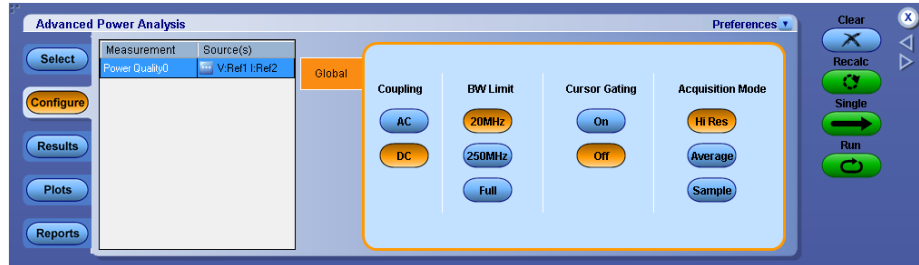 Advanced Power Analysis
Preferences
Clear
X
Select
Measurement Source(s)
Power Quality0 V:Ref1 I:Ref2
Global
Recalc
Configure
Coupling BW Limit Cursor Gating Acquisition Mode
AC 20MHz On Hi Res
Single
DC 250MHz Off Average
Results
Run
Full Sample
Plots
Reports